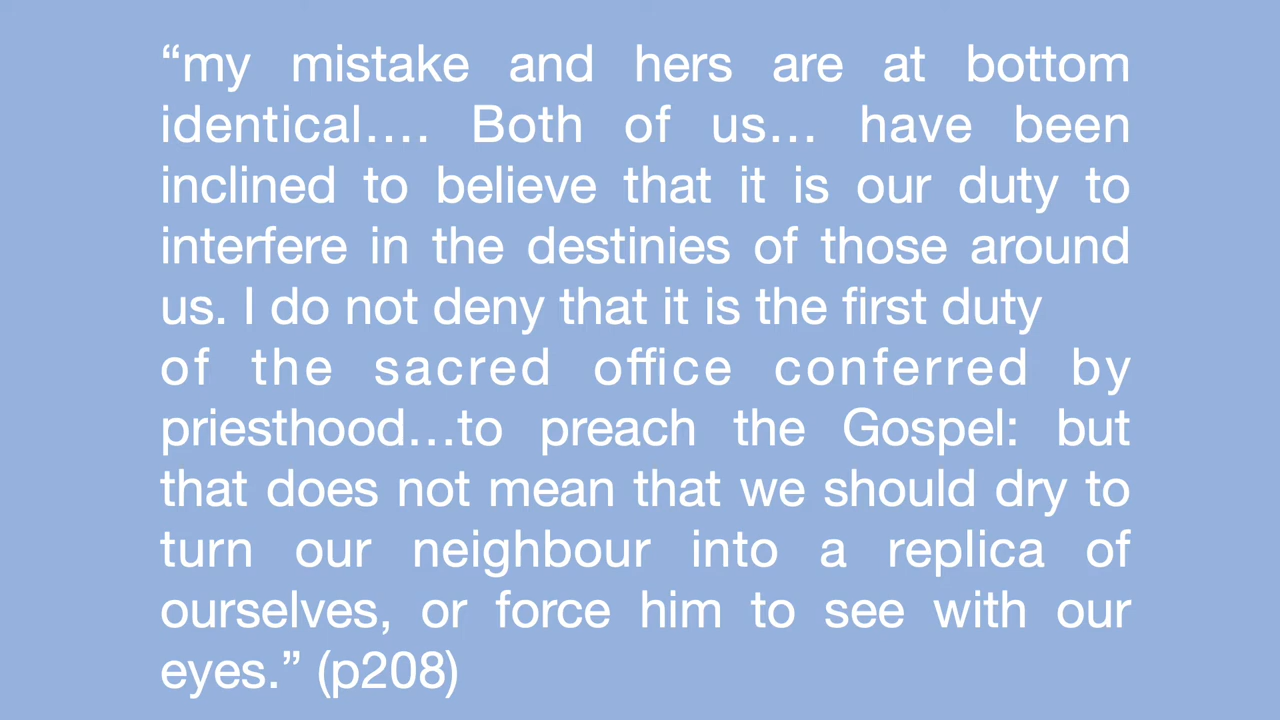 “my mistake and hers are at bottom
identical…. Both of us… have been
inclined to believe that it is our duty to
interfere in the destinies of those around
us. I do not deny that it is the first duty
of the sacred office conferred by
priesthood…to preach the Gospel: but
that does not mean that we should dry to
turn our neighbour into a replica of
ourselves, or force him to see with our
eyes.” (p208)